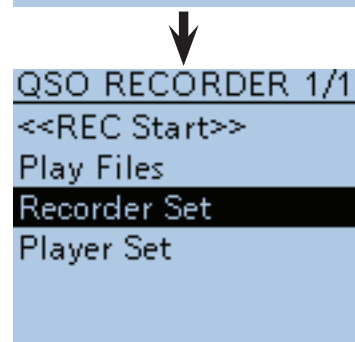 QSO RECORDER 1/1
<<REC Start>>
Play Files
Recorder Set
Player Set